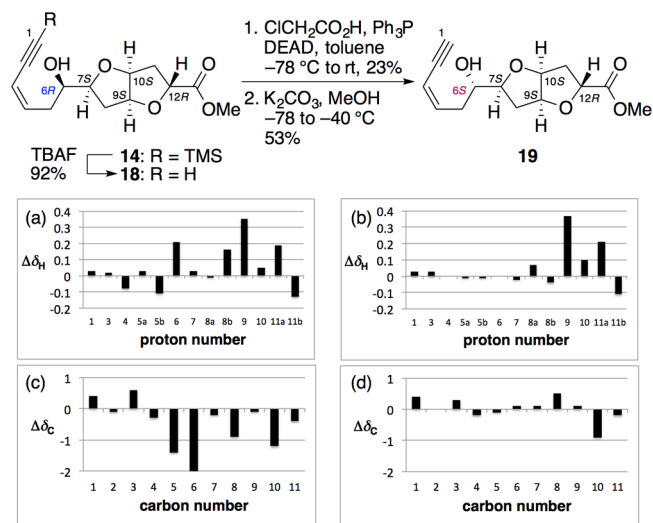 R
1
OH
6R
7S
O
H
10S
9S
H
O
H
H
12R
O
OMe
1. ClCH2CO2H, Ph3P
DEAD, toluene
–78 °C to rt, 23%
2. K2CO3, MeOH
–78 to –40 °C
53%
1
OH
6S
7S
O
H
10S
9S
H
O
H
H
12R
O
OMe
TBAF
92%
14: R = TMS
18: R = H
19
(a)
ΔδH
0.4
0.3
0.2
0.1
0
-0.1
-0.2
1 3 4 5a 5b 6 7 8a 8b 9 10 11a 11b
proton number
(b)
ΔδH
0.4
0.3
0.2
0.1
0
-0.1
-0.2
1 3 4 5a 5b 6 7 8a 8b 9 10 11a 11b
proton number
(c)
ΔδC
1
0
-1
-2
1 2 3 4 5 6 7 8 9 10 11
carbon number
(d)
ΔδC
1
0
-1
-2
1 2 3 4 5 6 7 8 9 10 11
carbon number